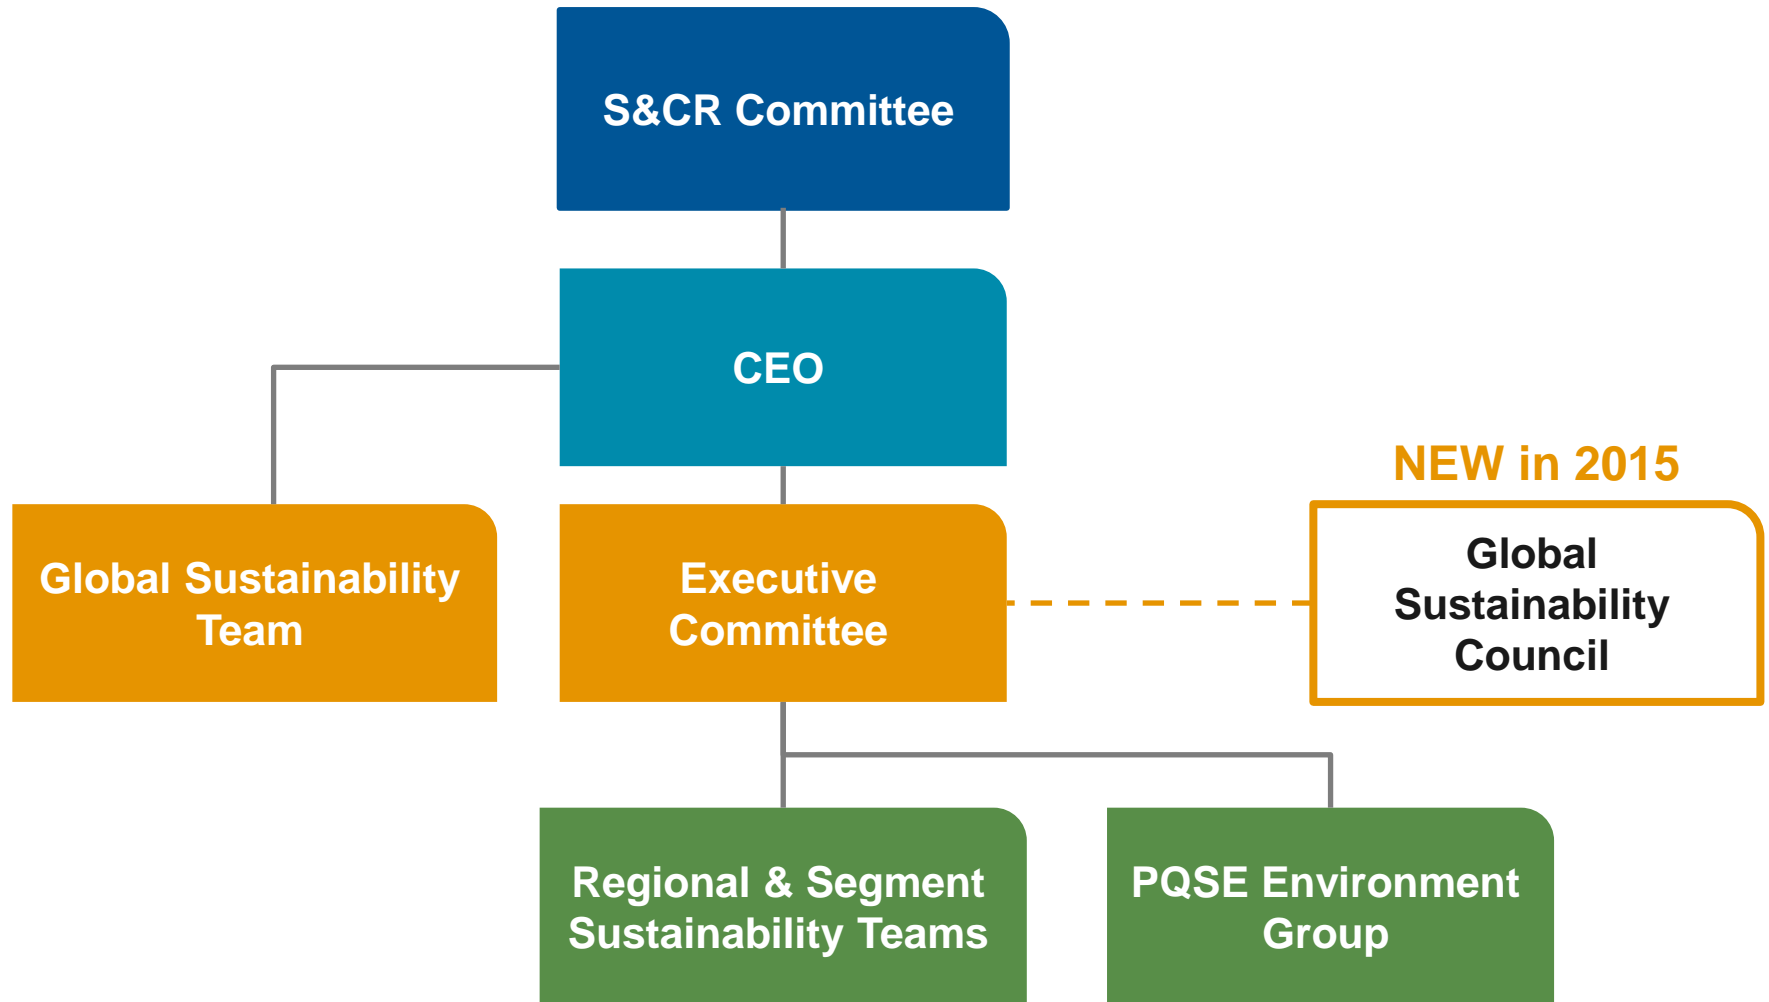 S&CR Committee
CEO
NEW in 2015
Global Sustainability
Team
Executive
Committee
Global
Sustainability
Council
Regional & Segment
Sustainability Teams
PQSE Environment
Group